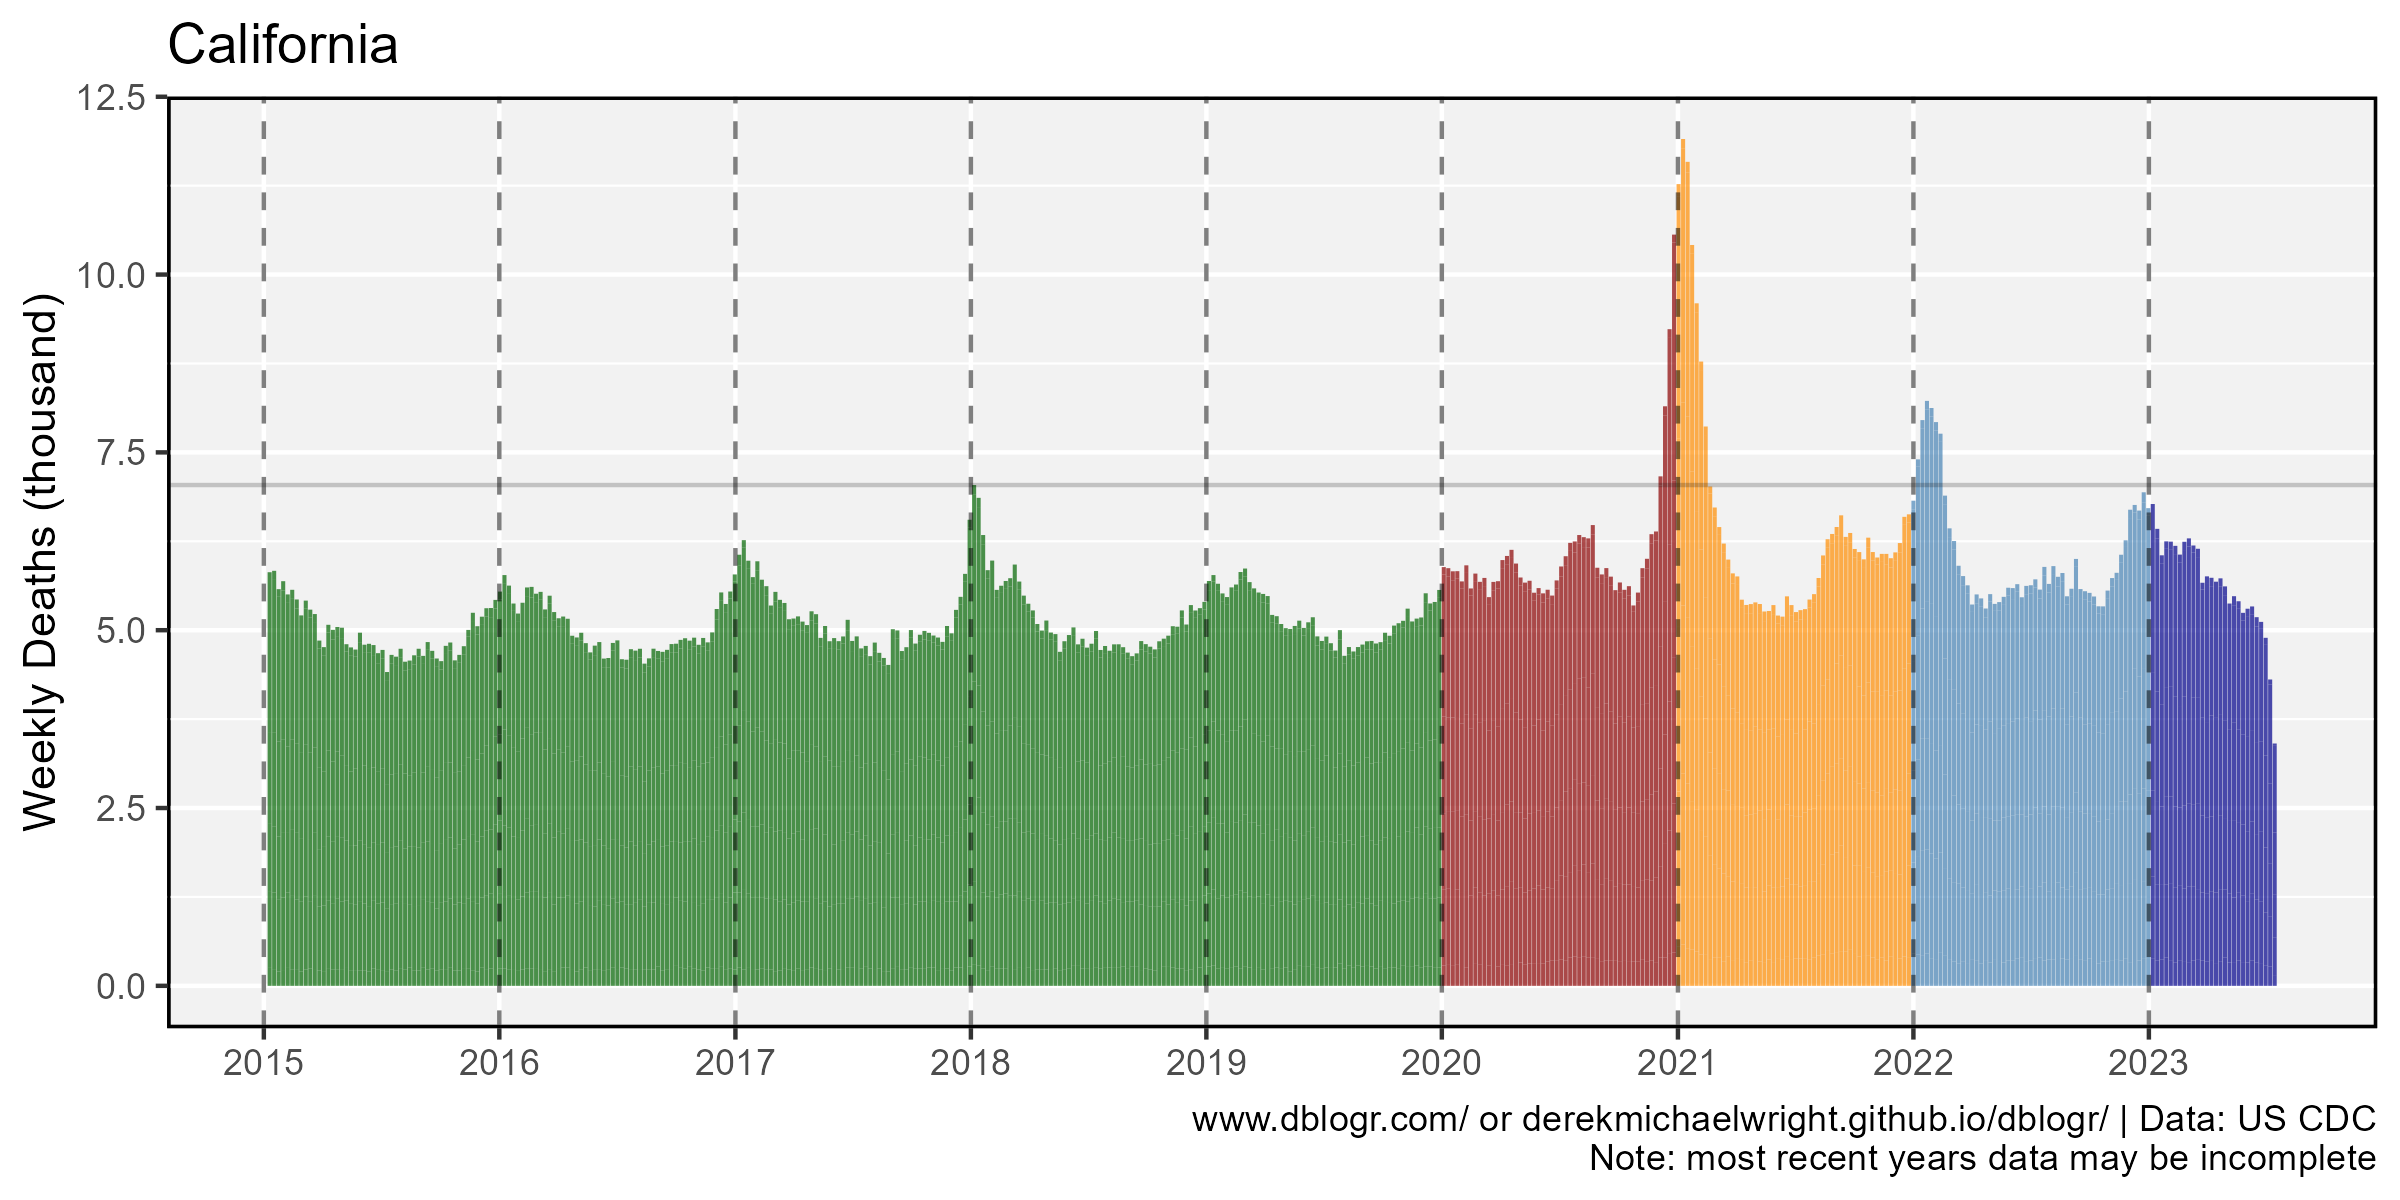 California
Weekly Deaths (thousand)
12.5
10.0
7.5
5.0
2.5
0.0
2015 2016 2017 2018 2019 2020 2021 2022 2023
www.dblogr.com/ or derekmichaelwright.github.io/dblogr/ | Data: US CDC
Note: most recent years data may be incomplete